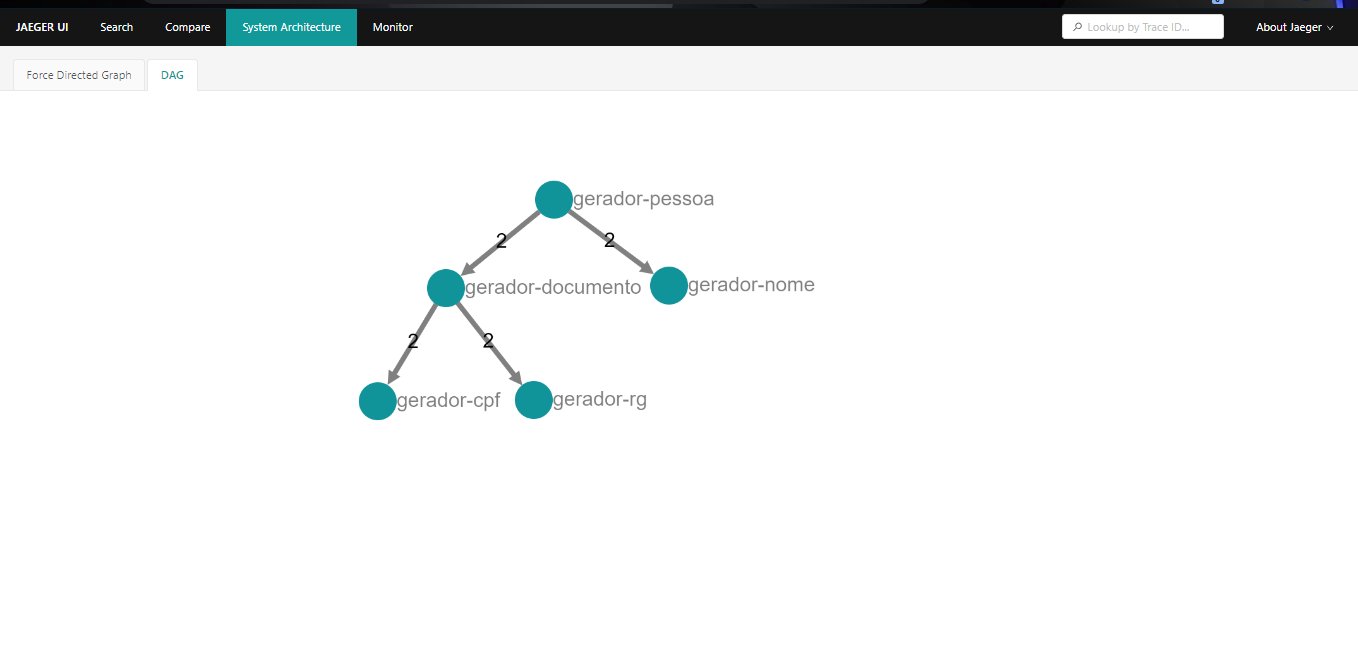 JAEGER UI Search Compare System Architecture Monitor Lookup by Trace ID... About Jaeger
Force Directed Graph DAG
gerador-pessoa
2 2
gerador-documento gerador-nome
2 2
gerador-cpf gerador-rg